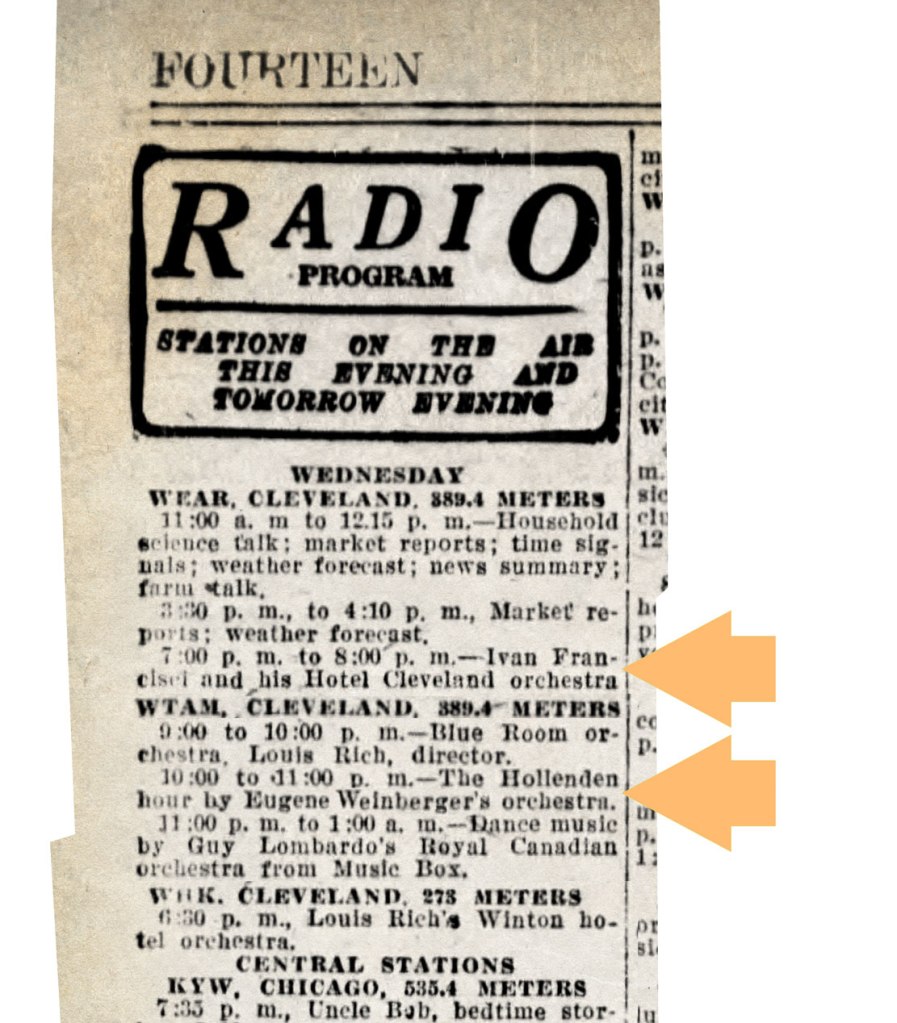 FOURTEEN
RADIO
PROGRAM
STATIONS ON THE AIR
THIS EVENING AND
TOMORROW EVENING
WEDNESDAY
WEAR, CLEVELAND, 389.4 METERS
11:00 a. m to 12.15 p. m.—Household
science talk; market reports; time sig-
nals; weather forecast; news summary;
farm talk.
3:30 p. m., to 4:10 p. m., Market re-
ports; weather forecast.
7:00 p. m. to 8:00 p. m.—Ivan Fran-
cisci and his Hotel Cleveland orchestra
WTAM, CLEVELAND, 389.4 METERS
9:00 to 10:00 p. m.—Blue Room or-
chestra, Louis Rich, director.
10:00 to 11:00 p. m.—The Hollenden
hour by Eugene Weinberger's orchestra.
11:00 p. m. to 1:00 a. m.—Dance music
by Guy Lombardo's Royal Canadian
orchestra from Music Box.
WHK, CLEVELAND, 273 METERS
6:30 p. m., Louis Rich's Winton ho-
tel orchestra.
CENTRAL STATIONS
KYW, CHICAGO, 535.4 METERS
7:35 p. m., Uncle Bob, bedtime stor-